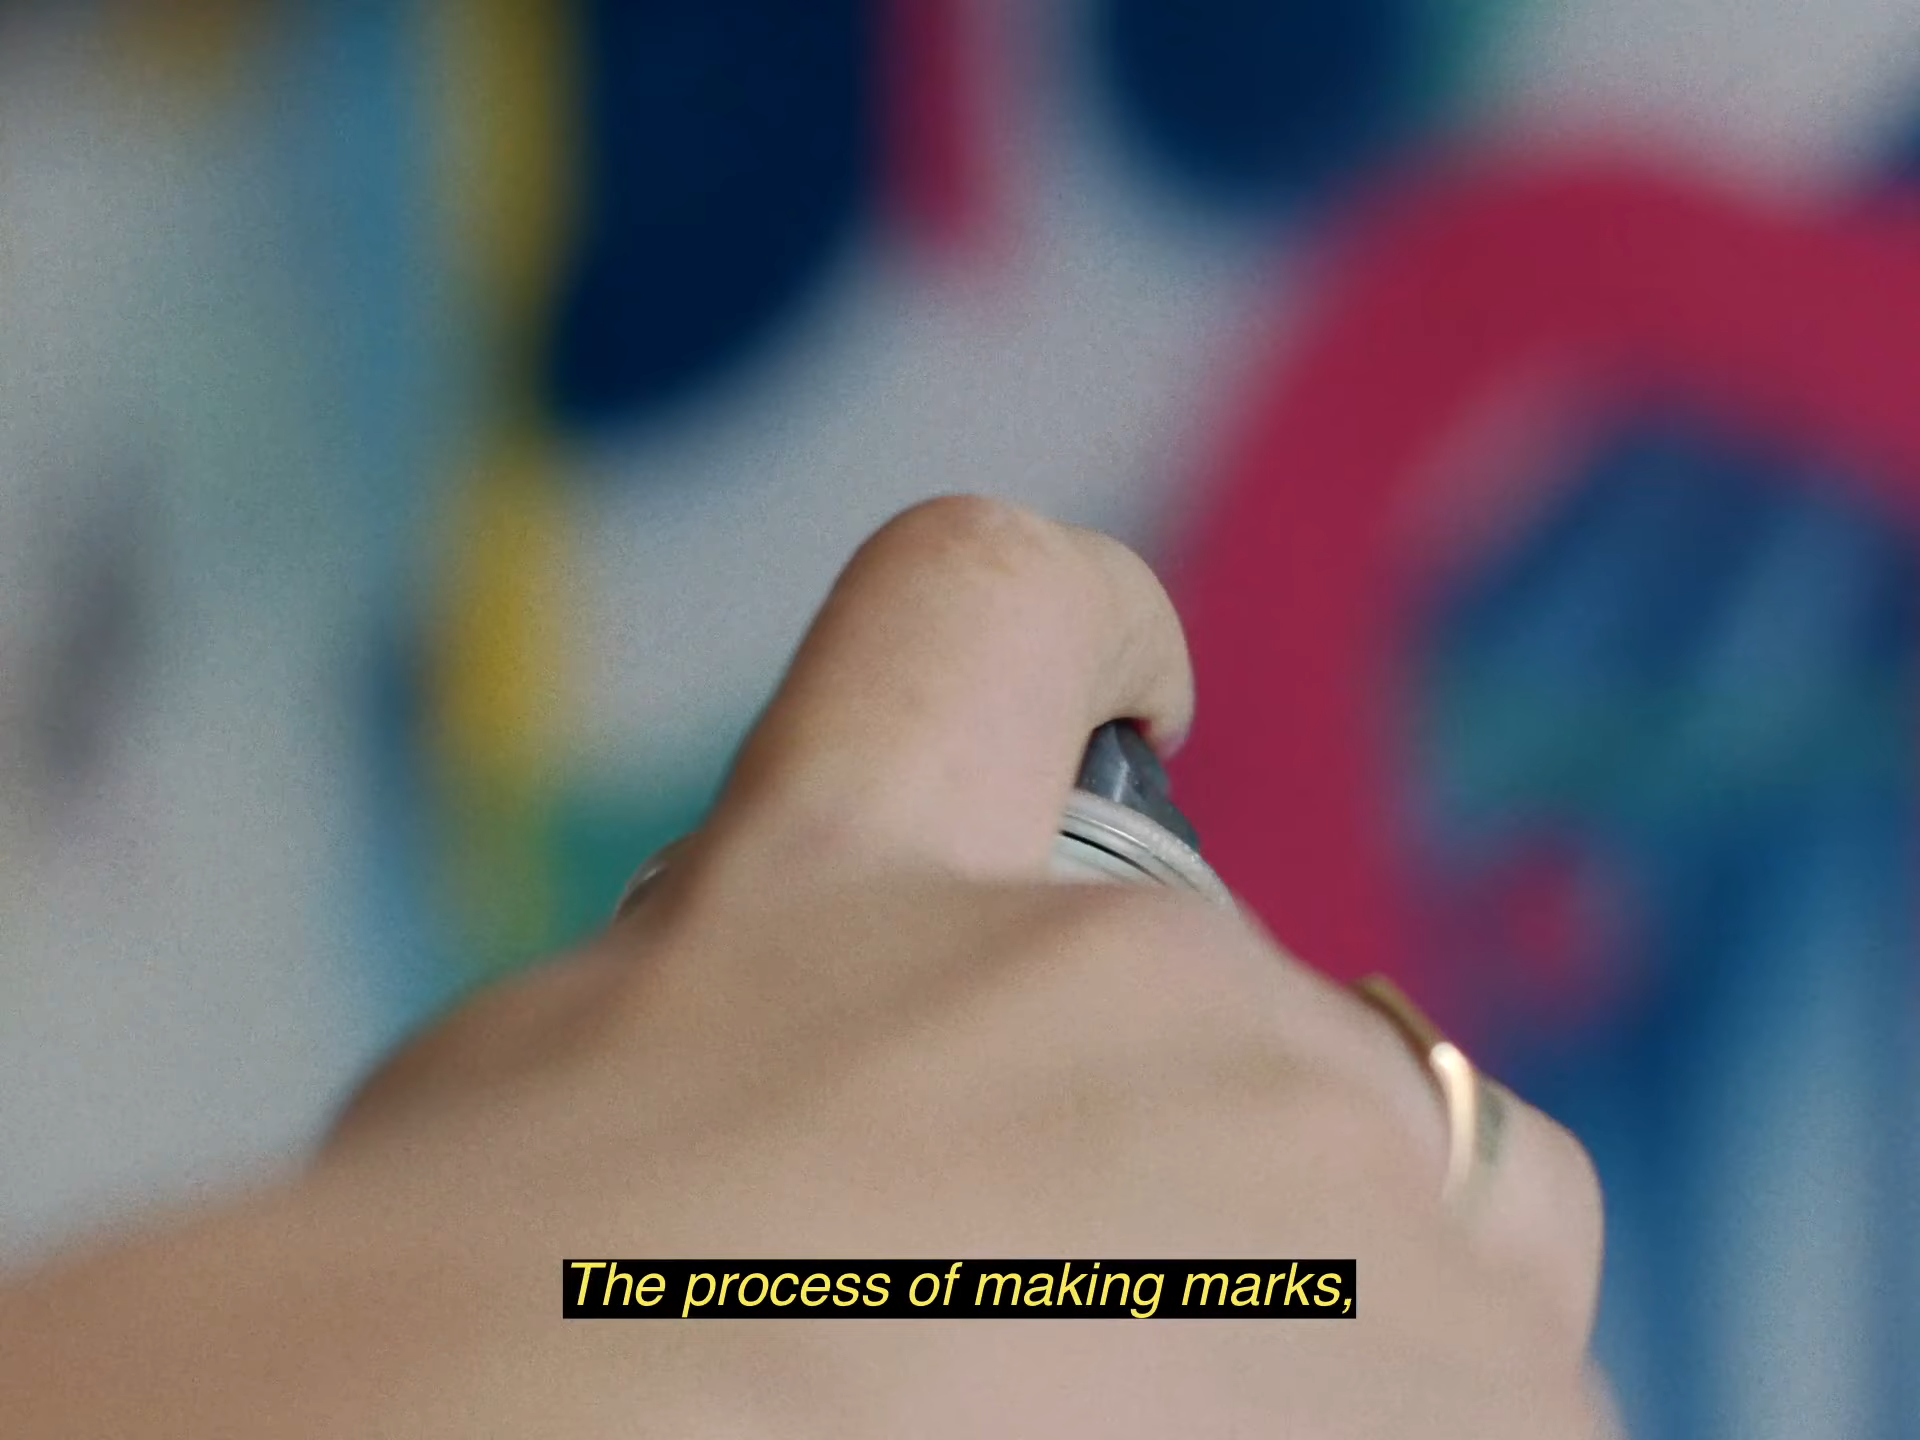 The process of making marks,